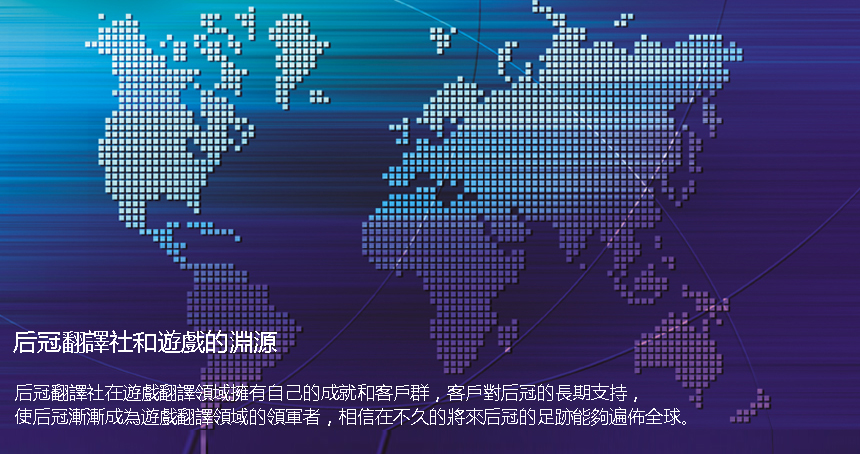 后冠翻譯社和遊戲的淵源
后冠翻譯社在遊戲翻譯領域擁有自己的成就和客戶群，客戶對后冠的長期支持，
使后冠漸漸成為遊戲翻譯領域的領軍者，相信在不久的將來后冠的足跡能夠遍佈全球。